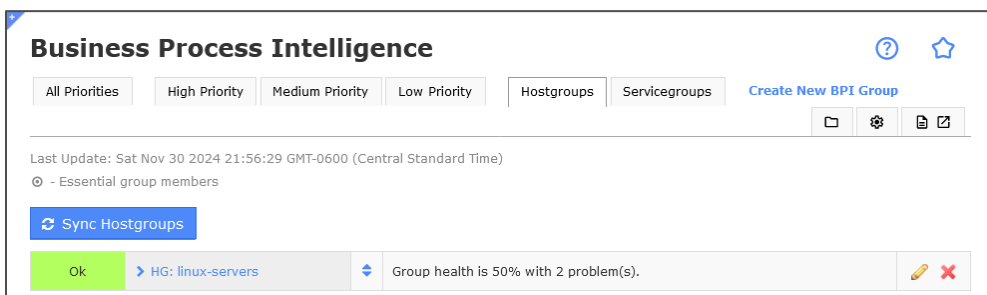 Business Process Intelligence
All Priorities High Priority Medium Priority Low Priority Hostgroups Servicegroups Create New BPI Group
Last Update: Sat Nov 30 2024 21:56:29 GMT-0600 (Central Standard Time)
- Essential group members
Sync Hostgroups
Ok HG: linux-servers Group health is 50% with 2 problem(s).